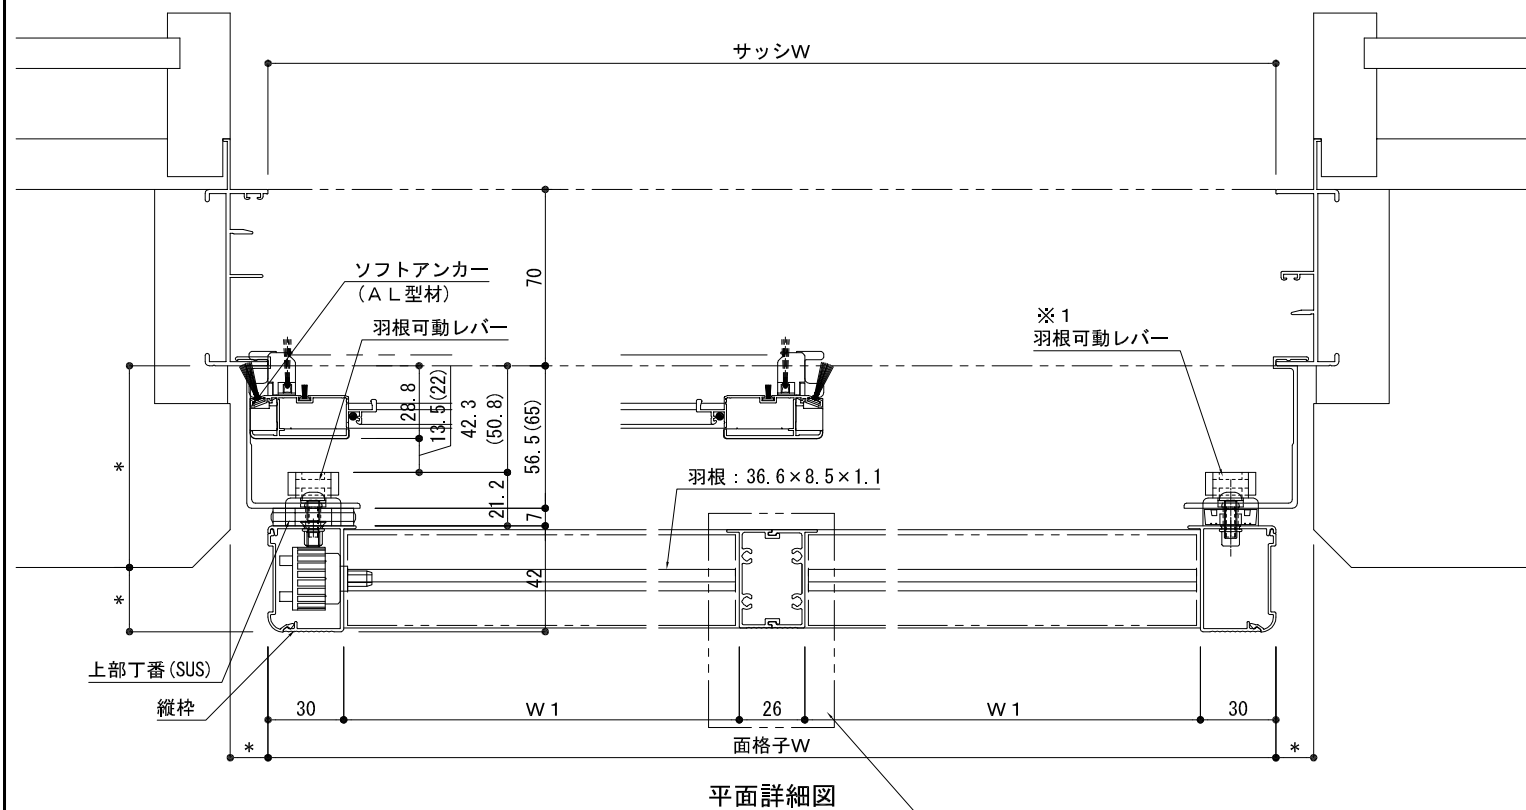 サッシW
ソフトアンカー
(AL型材)
羽根可動レバー
※1
羽根可動レバー
70
28.8
13.5(22)
42.3
(50.8)
56.5(65)
21.2
7
42
羽根：36.6×8.5×1.1
*
*
上部丁番(SUS)
縦枠
30
W1
26
W1
30
*
面格子W
*
平面詳細図